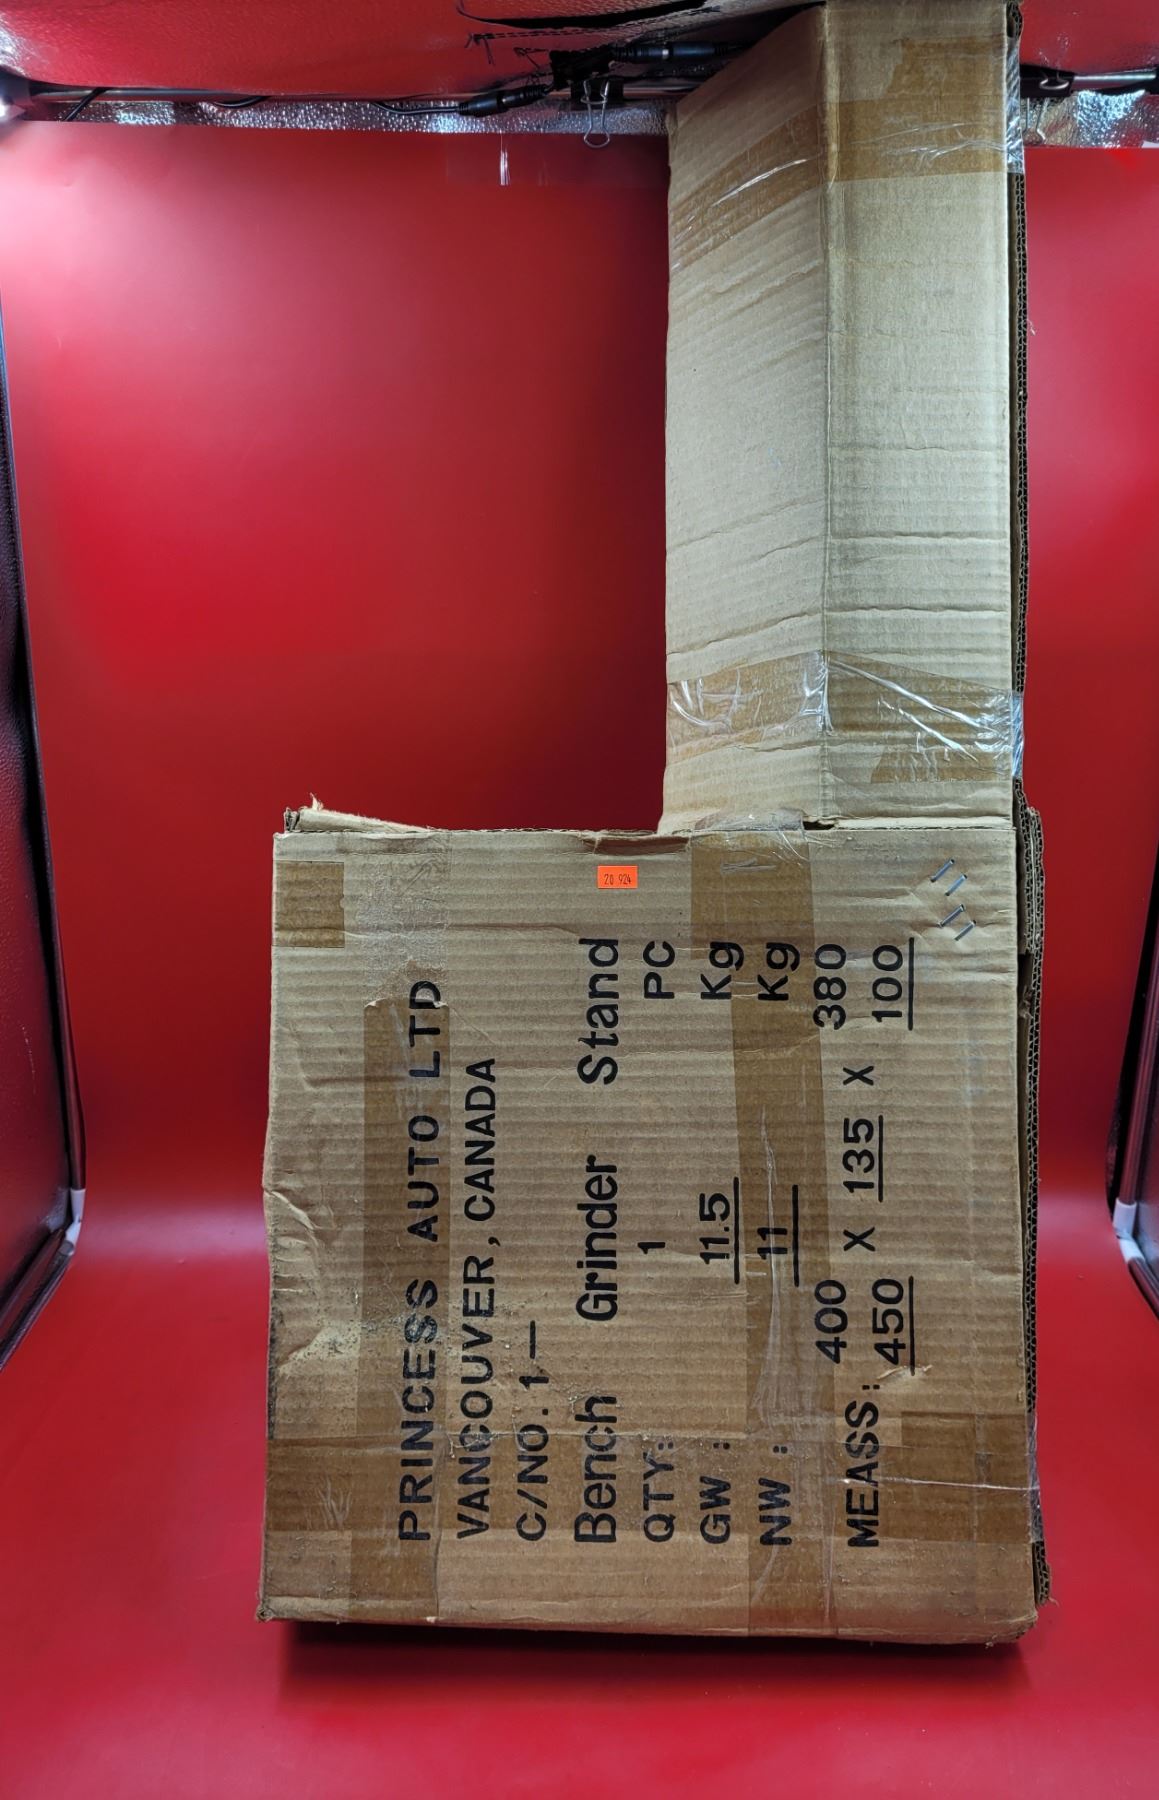 20 924
PRINCESS AUTO LTD
VANCOUVER, CANADA
C/NO. 1—
Bench Grinder Stand
QTY: 1 PC
GW : 11.5 Kg
NW : 11 Kg
400 380
MEASS: 450 X 135 X 100